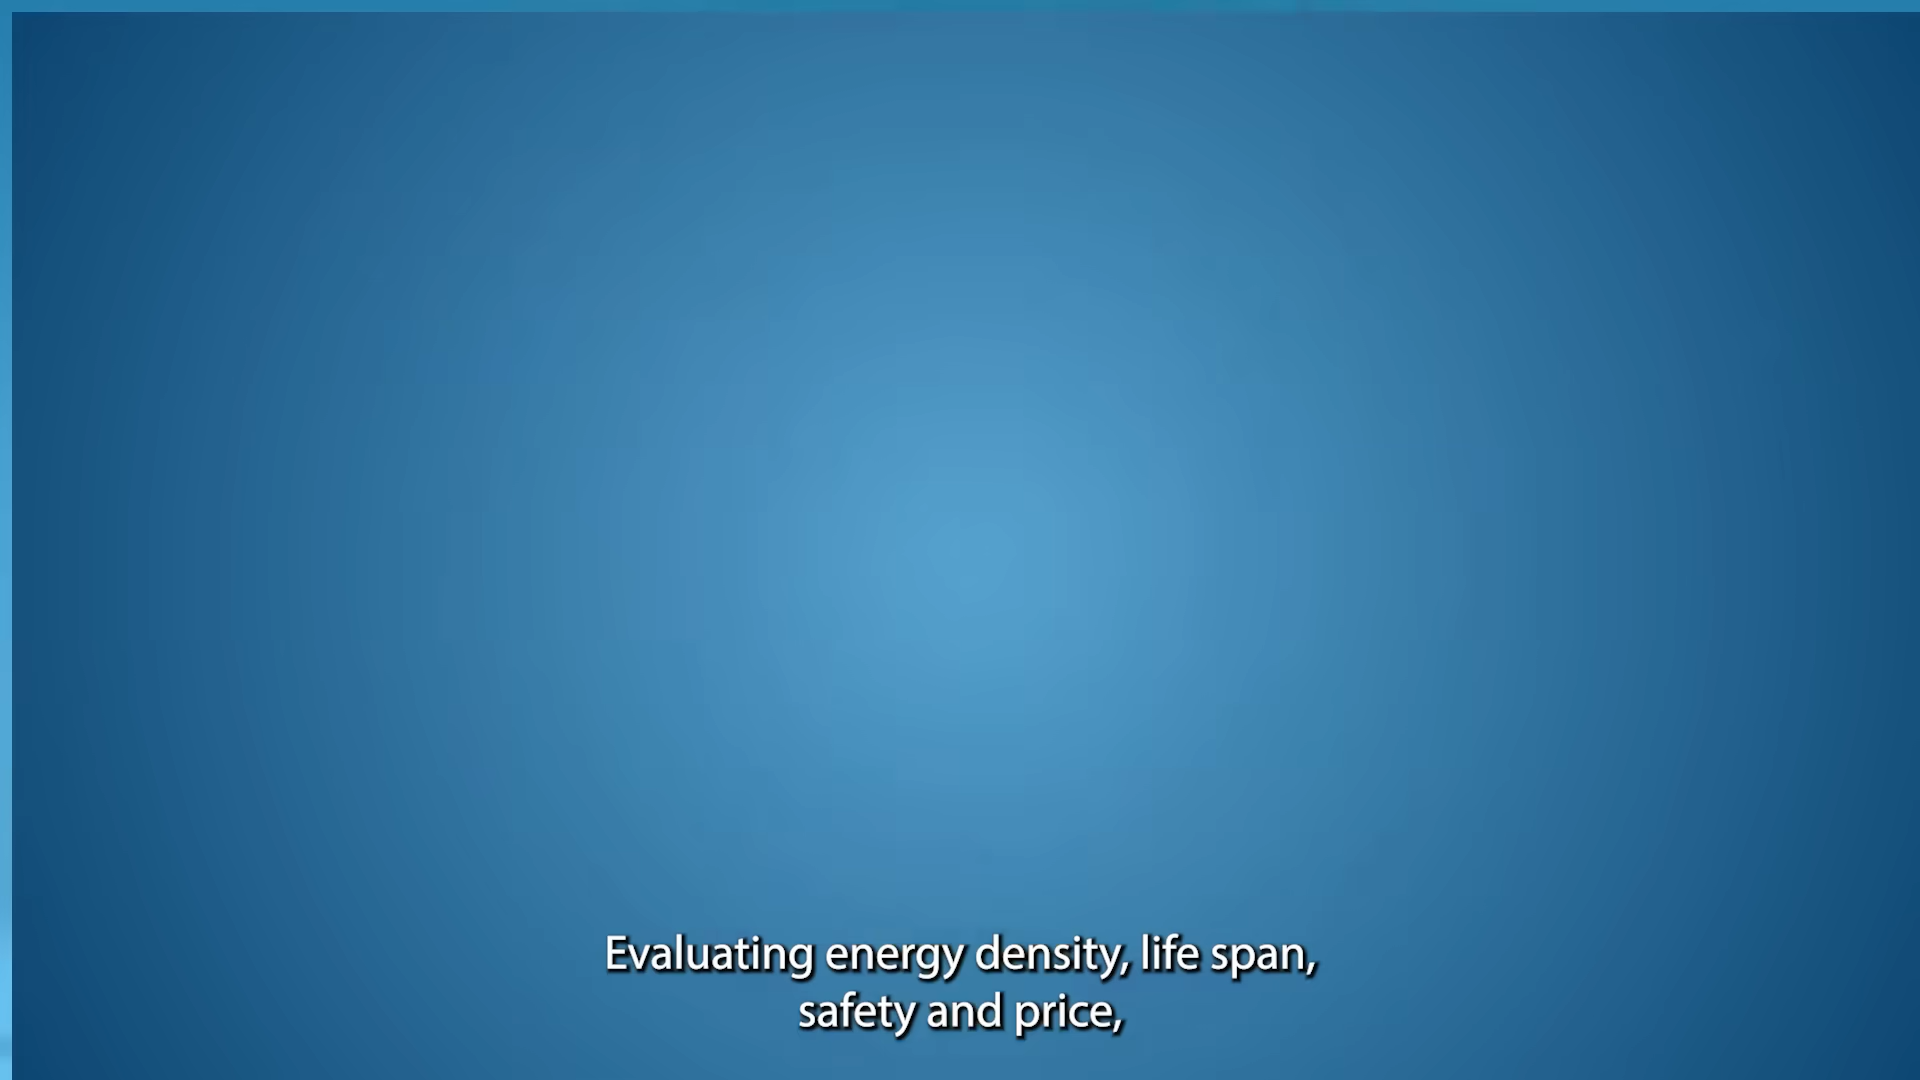 Evaluating energy density, life span,
safety and price,